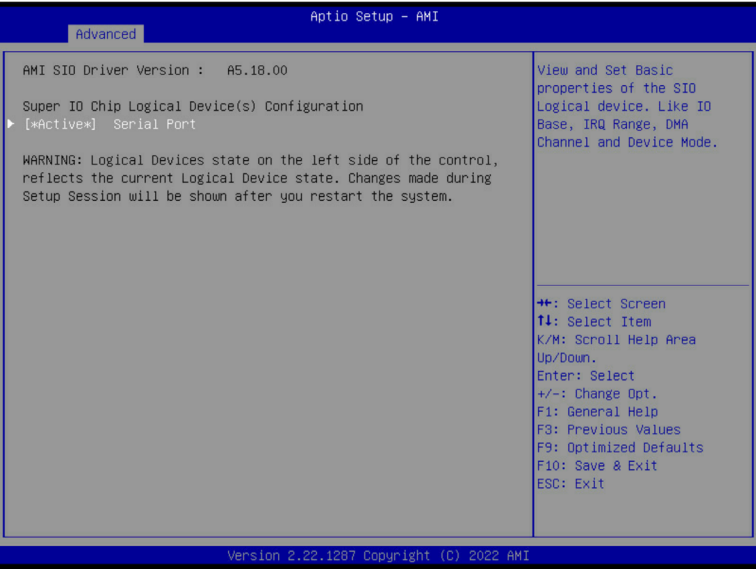 Aptio Setup – AMI
Advanced
AMI SIO Driver Version : A5.18.00
Super IO Chip Logical Device(s) Configuration
[*Active*] Serial Port
WARNING: Logical Devices state on the left side of the control,
reflects the current Logical Device state. Changes made during
Setup Session will be shown after you restart the system.
View and Set Basic
properties of the SIO
Logical device. Like IO
Base, IRQ Range, DMA
Channel and Device Mode.
→←: Select Screen
↑↓: Select Item
K/M: Scroll Help Area
Up/Down.
Enter: Select
+/-: Change Opt.
F1: General Help
F3: Previous Values
F9: Optimized Defaults
F10: Save & Exit
ESC: Exit
Version 2.22.1287 Copyright (C) 2022 AMI